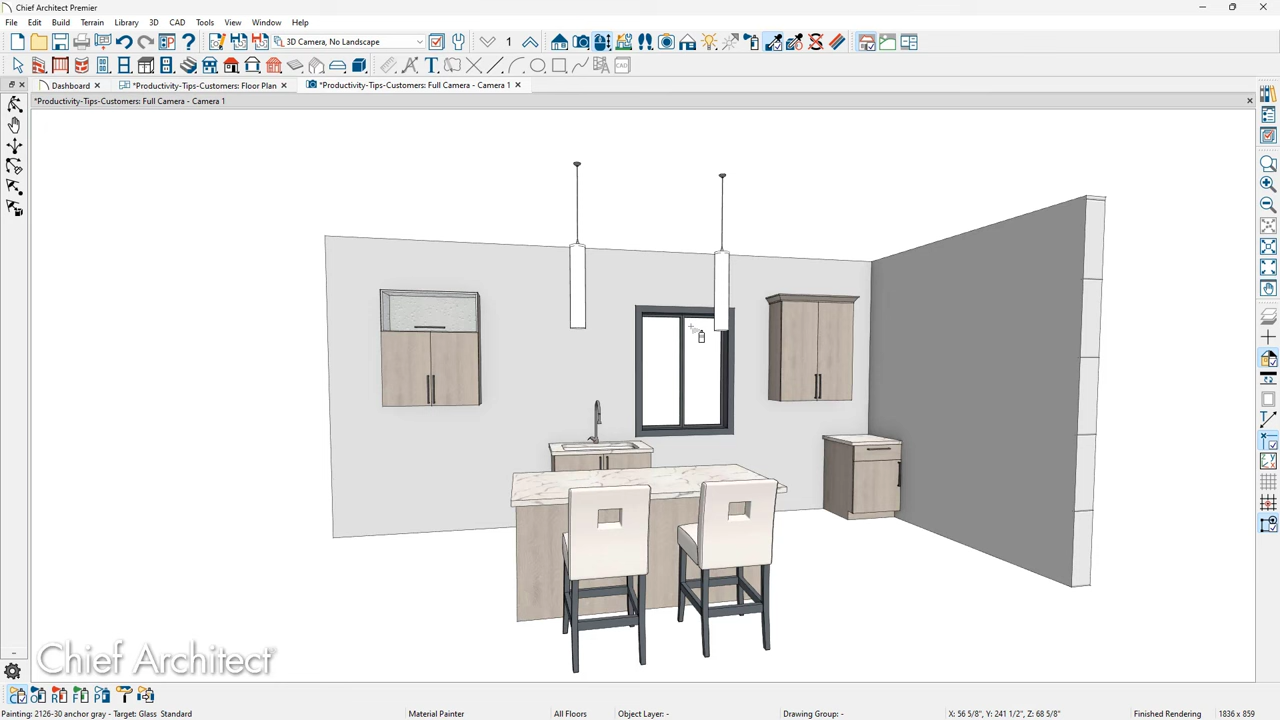 Chief Architect Premier
File Edit Build Terrain Library 3D CAD Tools View Window Help
3D Camera, No Landscape 1
Dashboard *Productivity-Tips-Customers: Floor Plan *Productivity-Tips-Customers: Full Camera - Camera 1
*Productivity-Tips-Customers: Full Camera - Camera 1
Chief Architect
Painting: 2126-30 anchor gray - Target: Glass Standard Material Painter All Floors Object Layer: - Drawing Group: - X: 56 5/8", Y: 241 1/2", Z: 68 5/8" Finished Rendering 1836 x 859